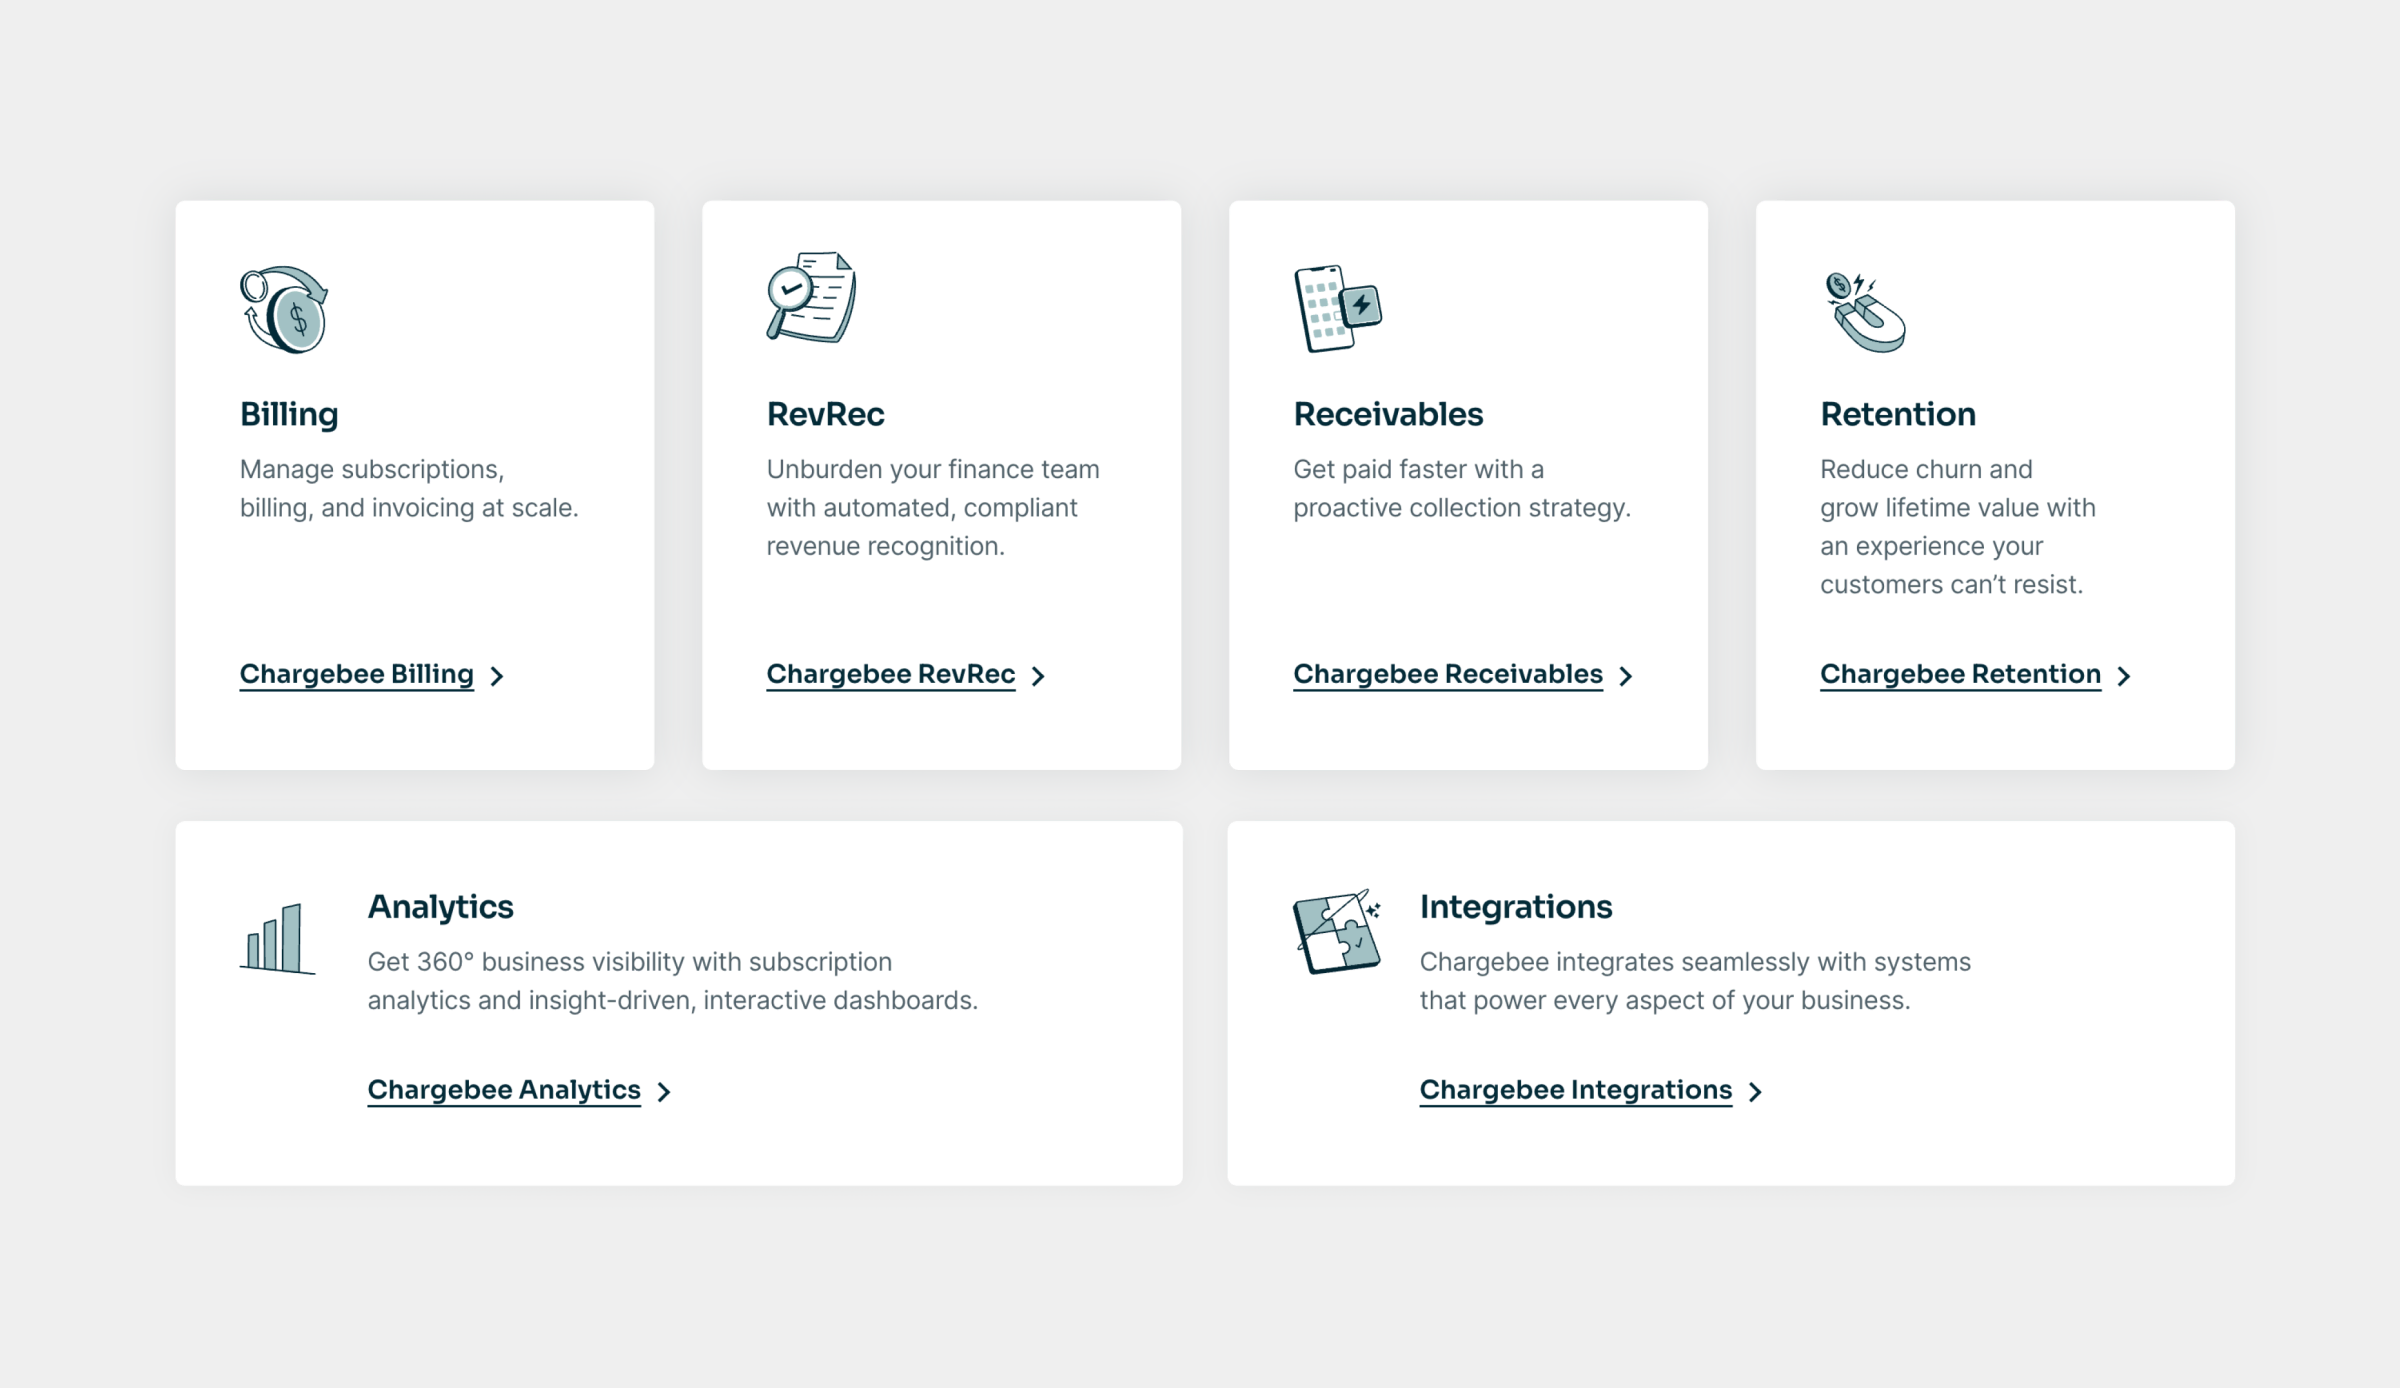 Billing
Manage subscriptions,
billing, and invoicing at scale.
Chargebee Billing
RevRec
Unburden your finance team
with automated, compliant
revenue recognition.
Chargebee RevRec
Receivables
Get paid faster with a
proactive collection strategy.
Chargebee Receivables
Retention
Reduce churn and
grow lifetime value with
an experience your
customers can’t resist.
Chargebee Retention
Analytics
Get 360° business visibility with subscription
analytics and insight-driven, interactive dashboards.
Chargebee Analytics
Integrations
Chargebee integrates seamlessly with systems
that power every aspect of your business.
Chargebee Integrations